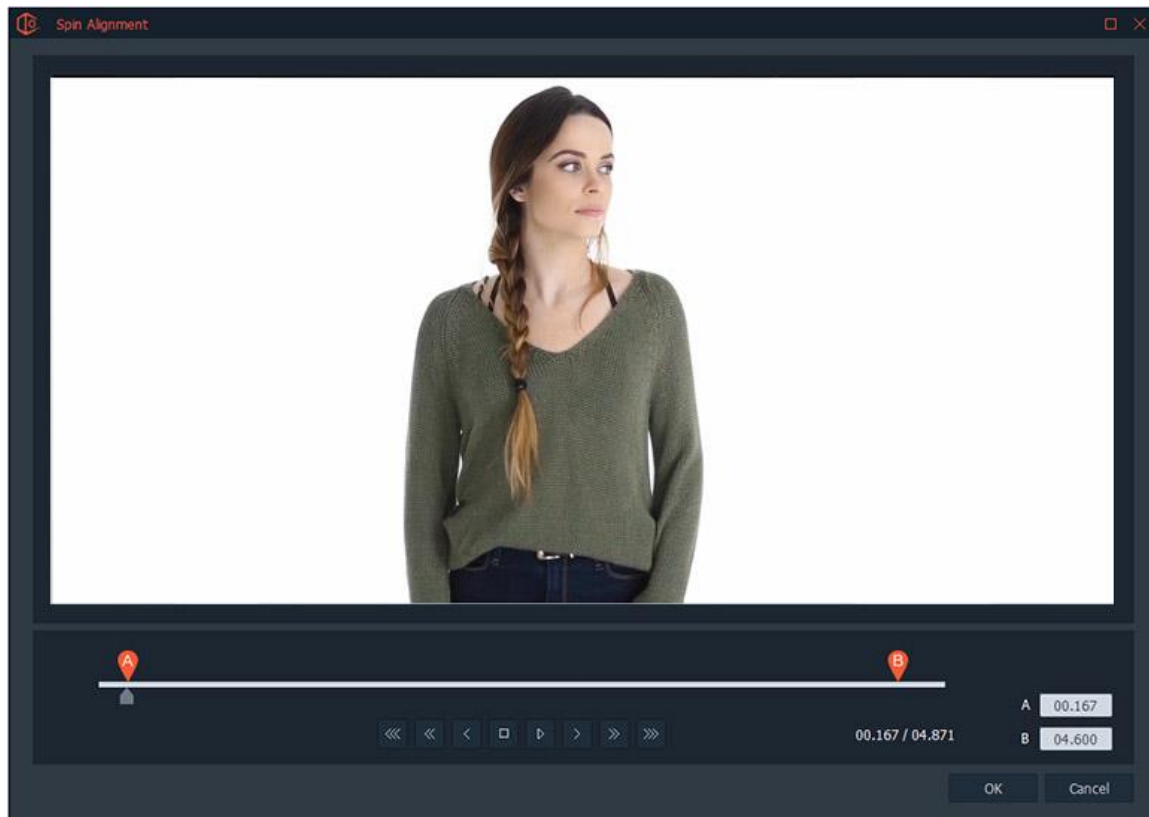 Spin Alignment
A
B
00.167 / 04.871
A 00.167
B 04.600
OK Cancel